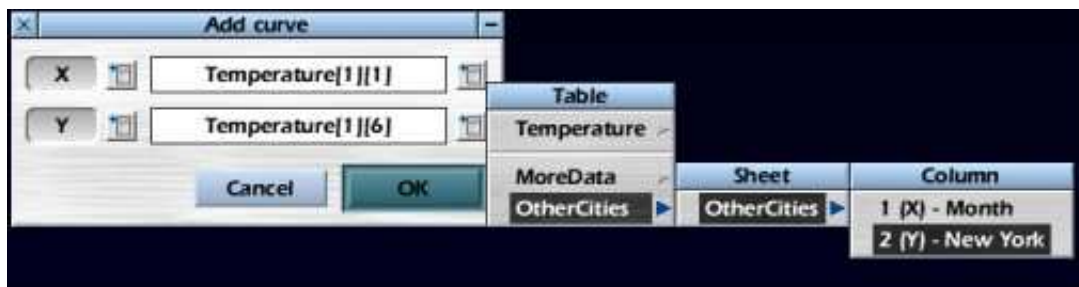 Add curve
X Temperature[1][1]
Y Temperature[1][6]
Cancel OK
Table
Temperature
MoreData
OtherCities
Sheet
OtherCities
Column
1 (X) - Month
2 (Y) - New York